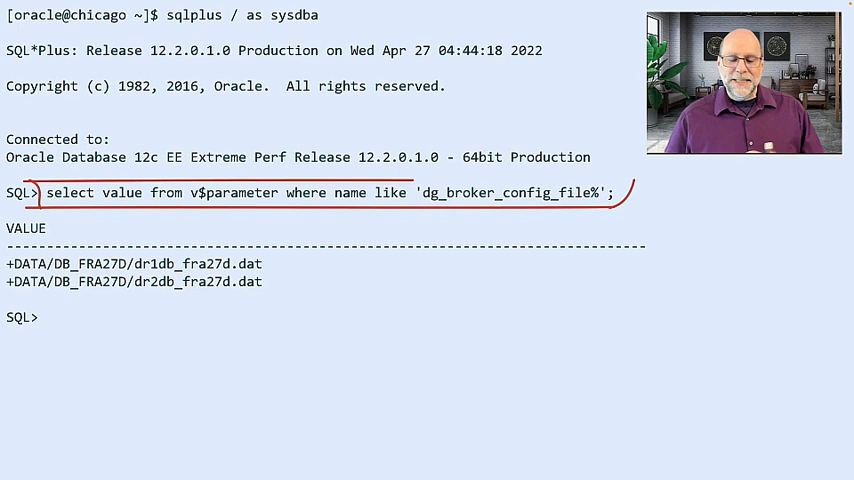 [oracle@chicago ~]$ sqlplus / as sysdba
SQL*Plus: Release 12.2.0.1.0 Production on Wed Apr 27 04:44:18 2022
Copyright (c) 1982, 2016, Oracle.  All rights reserved.
Connected to:
Oracle Database 12c EE Extreme Perf Release 12.2.0.1.0 - 64bit Production
SQL> select value from v$parameter where name like 'dg_broker_config_file%';
VALUE
--------------------------------------------------------------------------------
+DATA/DB_FRA27D/dr1db_fra27d.dat
+DATA/DB_FRA27D/dr2db_fra27d.dat
SQL>